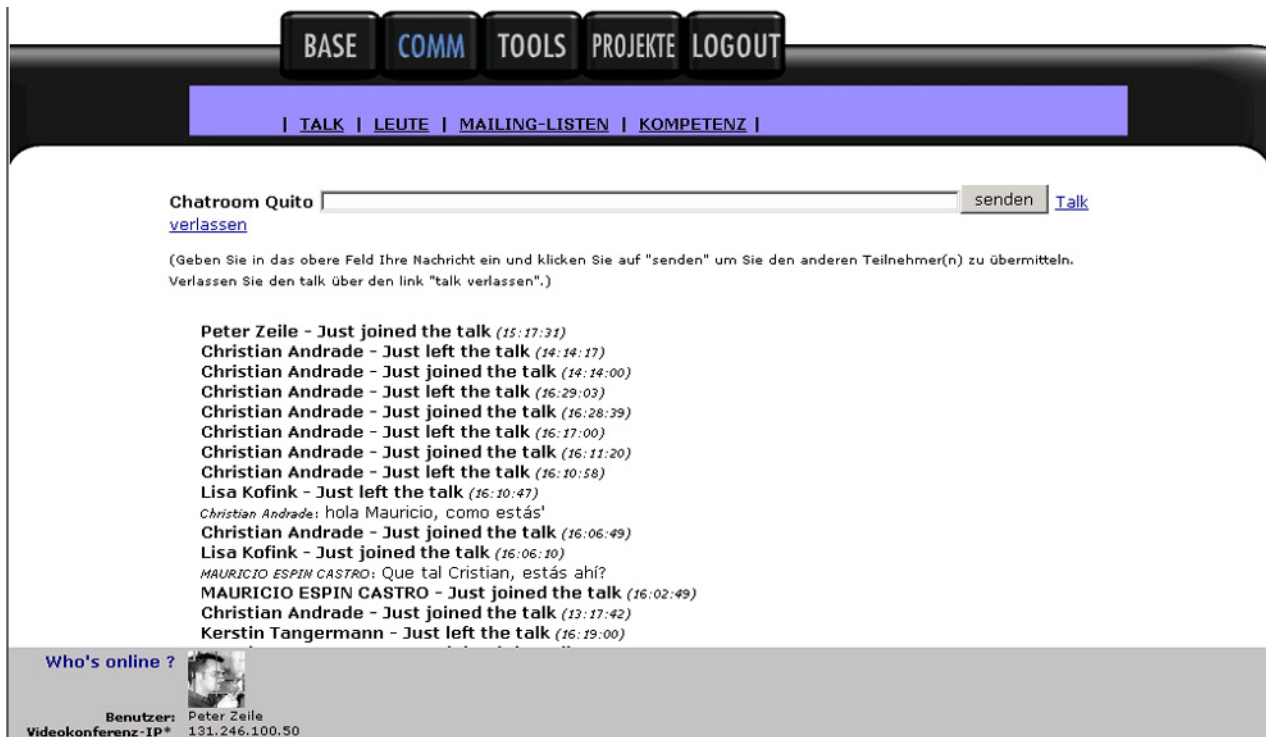 BASE COMM TOOLS PROJEKTE LOGOUT
| TALK | LEUTE | MAILING-LISTEN | KOMPETENZ |
Chatroom Quito senden Talk
verlassen
(Geben Sie in das obere Feld Ihre Nachricht ein und klicken Sie auf "senden" um Sie den anderen Teilnehmer(n) zu übermitteln.
Verlassen Sie den talk über den link "talk verlassen".)
Peter Zeile - Just joined the talk (15:17:31)
Christian Andrade - Just left the talk (14:14:17)
Christian Andrade - Just joined the talk (14:14:00)
Christian Andrade - Just left the talk (16:29:03)
Christian Andrade - Just joined the talk (16:28:39)
Christian Andrade - Just left the talk (16:17:00)
Christian Andrade - Just joined the talk (16:11:20)
Christian Andrade - Just left the talk (16:10:58)
Lisa Kofink - Just left the talk (16:10:47)
Christian Andrade: hola Mauricio, como estás'
Christian Andrade - Just joined the talk (16:06:49)
Lisa Kofink - Just joined the talk (16:06:10)
MAURICIO ESPIN CASTRO: Que tal Cristian, estás ahí?
MAURICIO ESPIN CASTRO - Just joined the talk (16:02:49)
Christian Andrade - Just joined the talk (13:17:42)
Kerstin Tangermann - Just left the talk (16:19:00)
Who's online ?
Benutzer: Peter Zeile
Videokonferenz-IP* 131.246.100.50